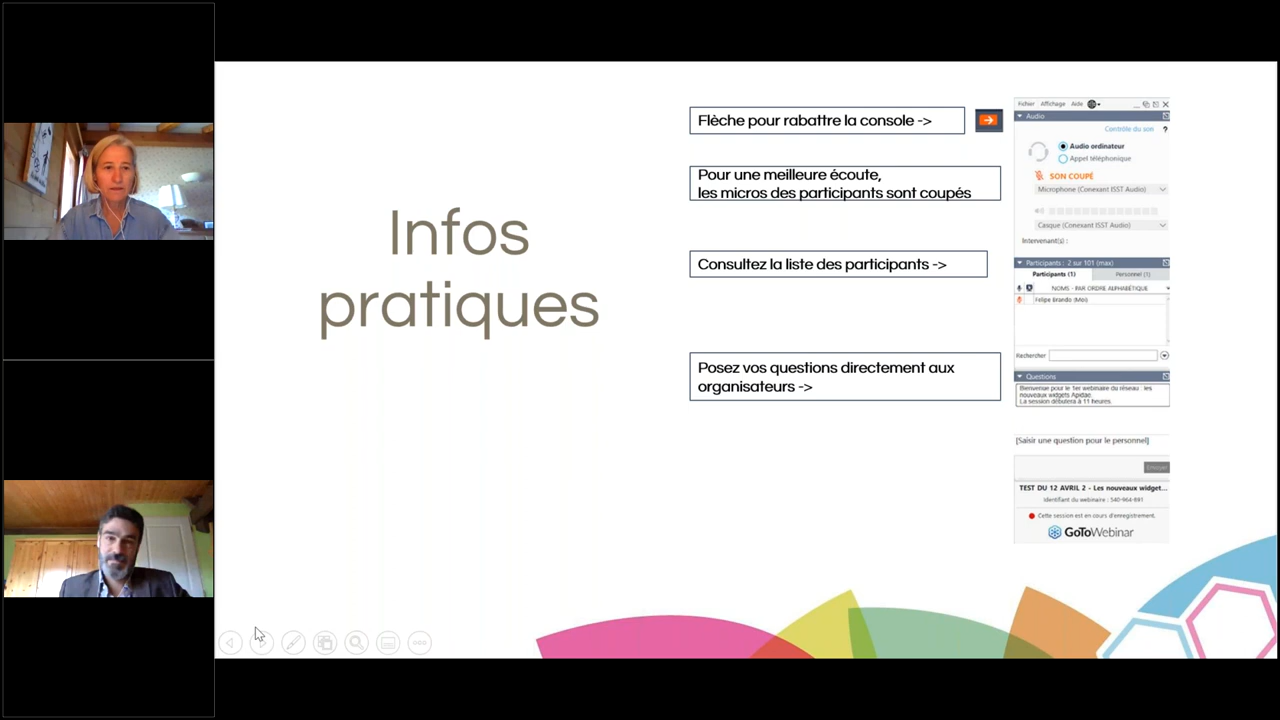 Infos
pratiques
Flèche pour rabattre la console ->
Pour une meilleure écoute,
les micros des participants sont coupés
Consultez la liste des participants ->
Posez vos questions directement aux
organisateurs ->
Fichier Affichage Aide
Audio
Contrôle du son ?
Audio ordinateur
Appel téléphonique
SON COUPÉ
Microphone (Conexant ISST Audio)
Casque (Conexant ISST Audio)
Intervenant(s) :
Participants : 2 sur 101 (max)
Participants (1) Personnel (1)
NOMS - PAR ORDRE ALPHABÉTIQUE
Felipe Brando (Moi)
Rechercher
Questions
Bienvenue pour le 1er webinaire du réseau : les
nouveaux widgets Apidae.
La session débutera à 11 heures.
[Saisir une question pour le personnel]
Envoyer
TEST DU 12 AVRIL 2 - Les nouveaux widget...
Identifiant du webinaire : 540-964-891
Cette session est en cours d'enregistrement.
GoToWebinar